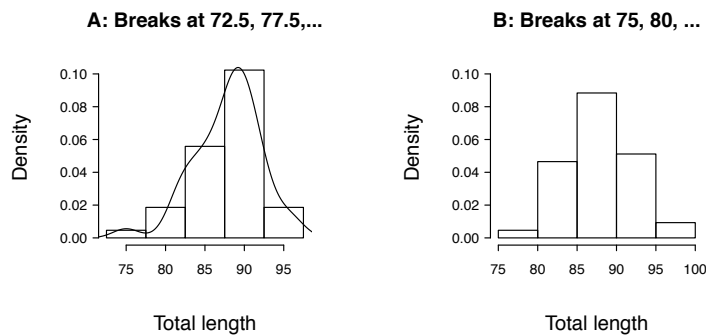 A: Breaks at 72.5, 77.5,...
Density
0.10
0.08
0.06
0.04
0.02
0.00
75 80 85 90 95
Total length
B: Breaks at 75, 80, ...
Density
0.10
0.08
0.06
0.04
0.02
0.00
75 80 85 90 95 100
Total length